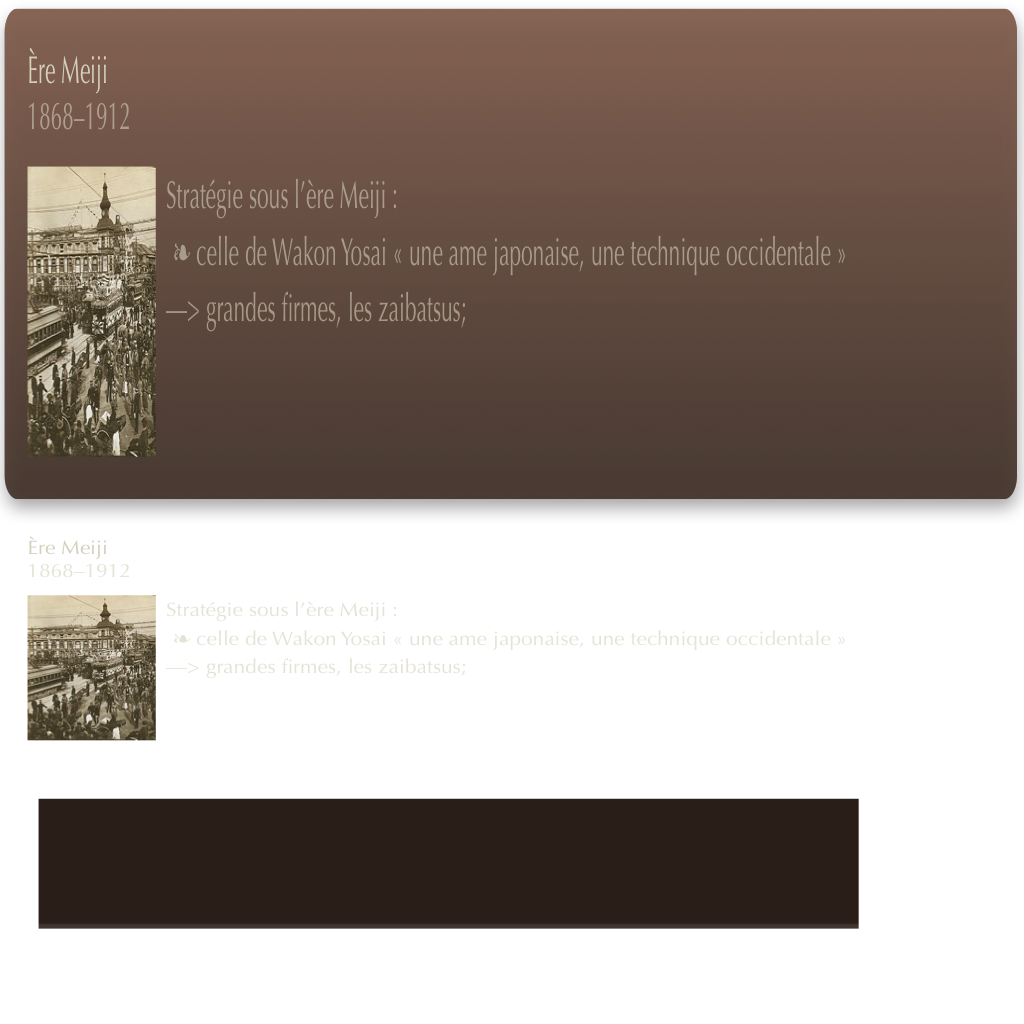 Ère Meiji
1868–1912
Stratégie sous l’ère Meiji :
❧ celle de Wakon Yosai « une ame japonaise, une technique occidentale »
—> grandes firmes, les zaibatsus;
Ère Meiji
1868–1912
Stratégie sous l’ère Meiji :
❧ celle de Wakon Yosai « une ame japonaise, une technique occidentale »
—> grandes firmes, les zaibatsus;